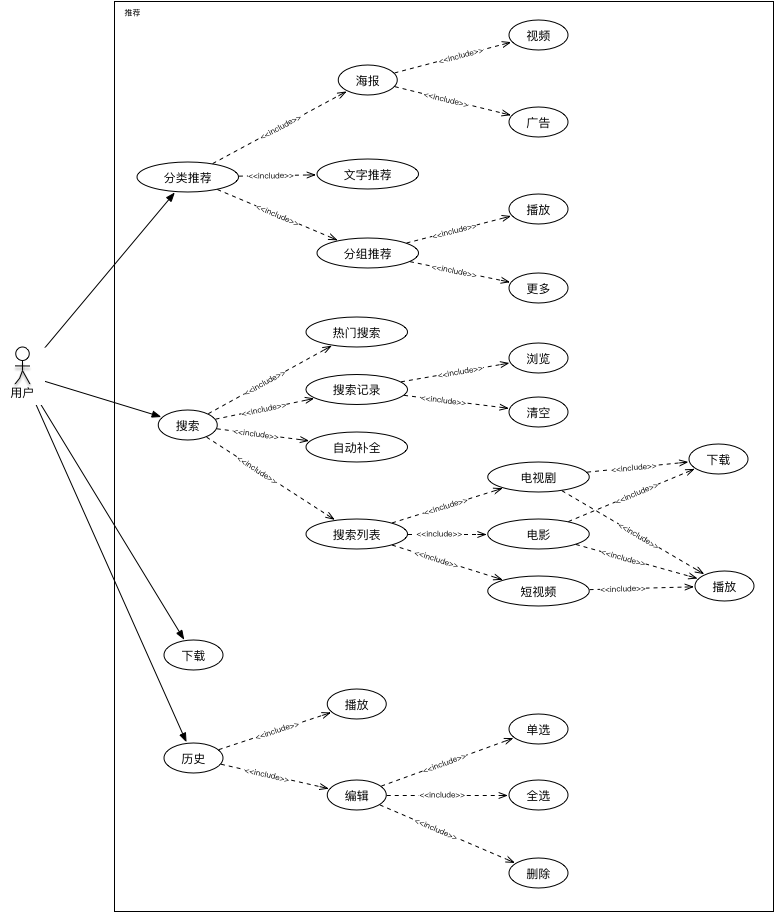 推荐
视频
<<include>>
海报
<<include>>
广告
<<include>>
分类推荐
<<include>>
文字推荐
<<include>>
播放
<<include>>
分组推荐
<<include>>
更多
热门搜索
<<include>>
浏览
<<include>>
搜索记录
<<include>>
<<include>>
清空
用户
搜索
<<include>>
自动补全
<<include>>
电视剧
<<include>>
下载
<<include>>
<<include>>
搜索列表
<<include>>
电影
<<include>>
<<include>>
<<include>>
短视频
<<include>>
播放
下载
播放
<<include>>
历史
<<include>>
单选
<<include>>
编辑
<<include>>
全选
<<include>>
删除